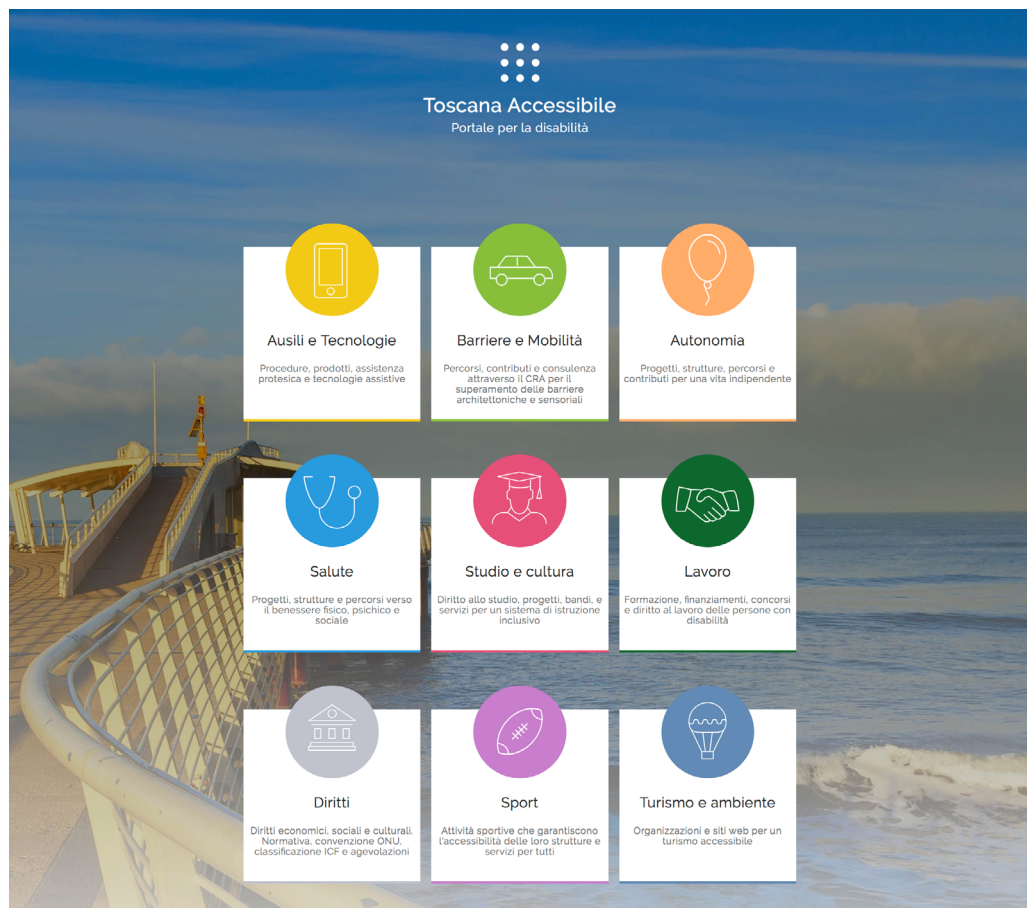 Toscana Accessibile
Portale per la disabilità
Ausili e Tecnologie
Procedure, prodotti, assistenza
protesica e tecnologie assistive
Barriere e Mobilità
Percorsi, contributi e consulenza
attraverso il CRA per il
superamento delle barriere
architettoniche e sensoriali
Autonomia
Progetti, strutture, percorsi e
contributi per una vita indipendente
Salute
Progetti, strutture e percorsi verso
il benessere fisico, psichico e
sociale
Studio e cultura
Diritto allo studio, progetti, bandi, e
servizi per un sistema di istruzione
inclusivo
Lavoro
Formazione, finanziamenti, concorsi
e diritto al lavoro delle persone con
disabilità
Diritti
Diritti economici, sociali e culturali.
Normativa, convenzione ONU,
classificazione ICF e agevolazioni
Sport
Attività sportive che garantiscono
l'accessibilità delle loro strutture e
servizi per tutti
Turismo e ambiente
Organizzazioni e siti web per un
turismo accessibile